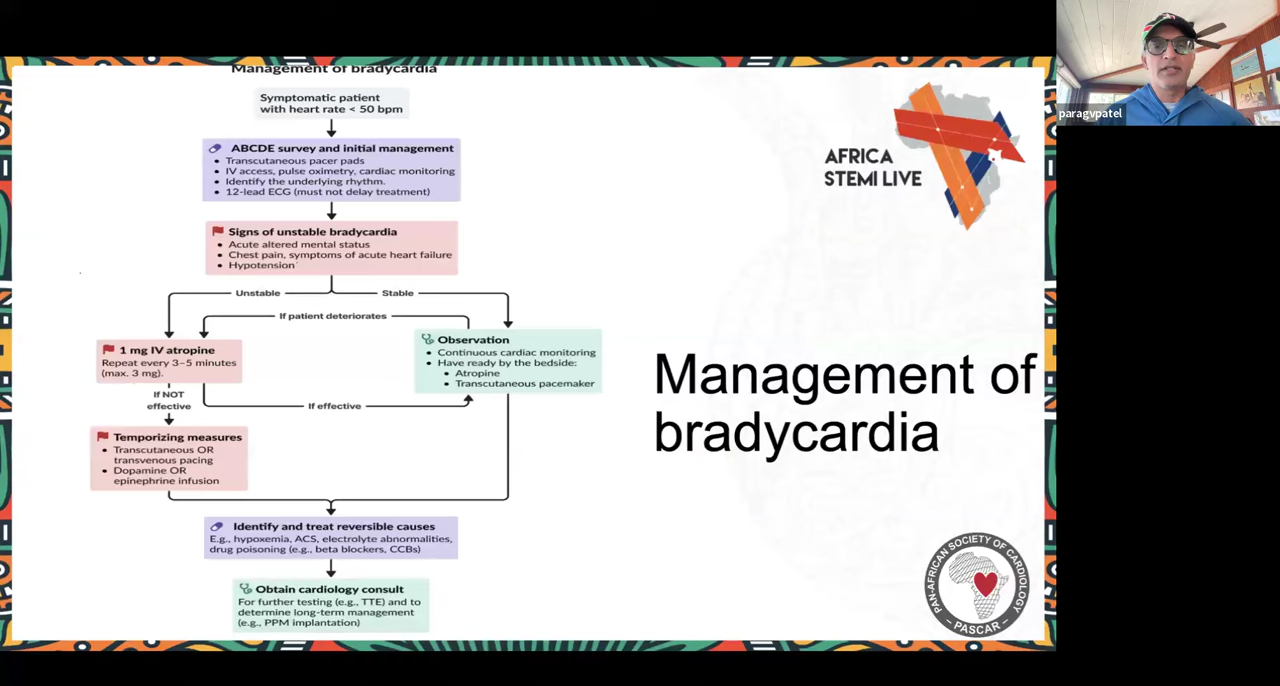 Management of bradycardia
Symptomatic patient
with heart rate < 50 bpm
ABCDE survey and initial management
• Transcutaneous pacer pads
• IV access, pulse oximetry, cardiac monitoring
• Identify the underlying rhythm.
• 12-lead ECG (must not delay treatment)
Signs of unstable bradycardia
• Acute altered mental status
• Chest pain, symptoms of acute heart failure
• Hypotension
Unstable
Stable
If patient deteriorates
1 mg IV atropine
Repeat every 3–5 minutes
(max. 3 mg).
Observation
• Continuous cardiac monitoring
• Have ready by the bedside:
• Atropine
• Transcutaneous pacemaker
If NOT
effective
If effective
Temporizing measures
• Transcutaneous OR
transvenous pacing
• Dopamine OR
epinephrine infusion
Identify and treat reversible causes
E.g., hypoxemia, ACS, electrolyte abnormalities,
drug poisoning (e.g., beta blockers, CCBs)
Obtain cardiology consult
For further testing (e.g., TTE) and to
determine long-term management
(e.g., PPM implantation)
AFRICA
STEMI LIVE
Management of
bradycardia
PAN-AFRICAN SOCIETY OF CARDIOLOGY
- PASCAR -
paragvpatel